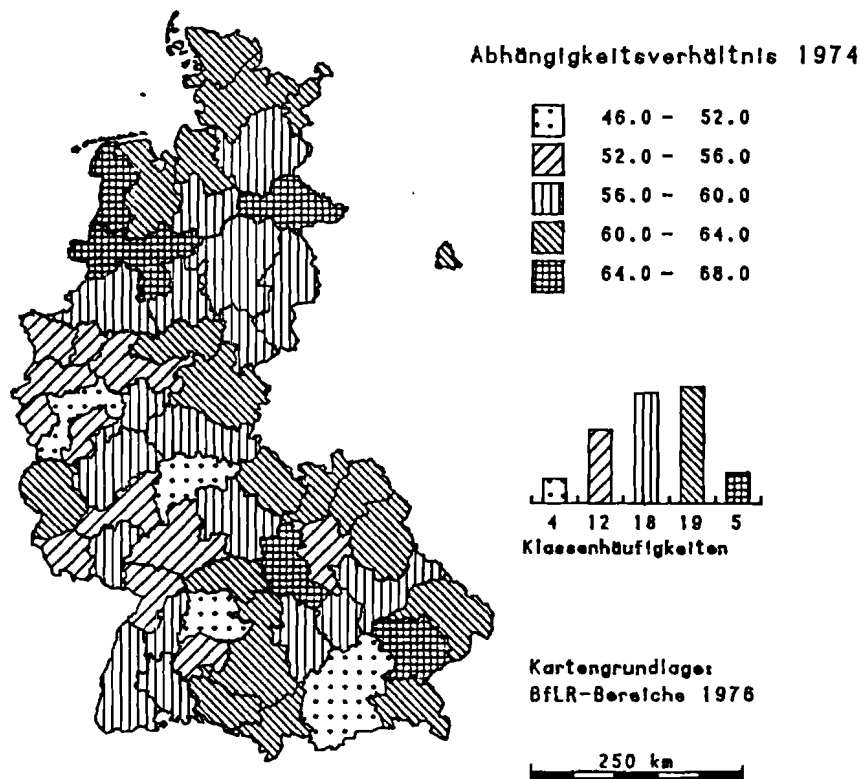 Abhängigkeitsverhältnis 1974
46.0 - 52.0
52.0 - 56.0
56.0 - 60.0
60.0 - 64.0
64.0 - 68.0
4 12 18 19 5
Klassenhäufigkeiten
Kartengrundlage:
BfLR-Bereiche 1976
250 km